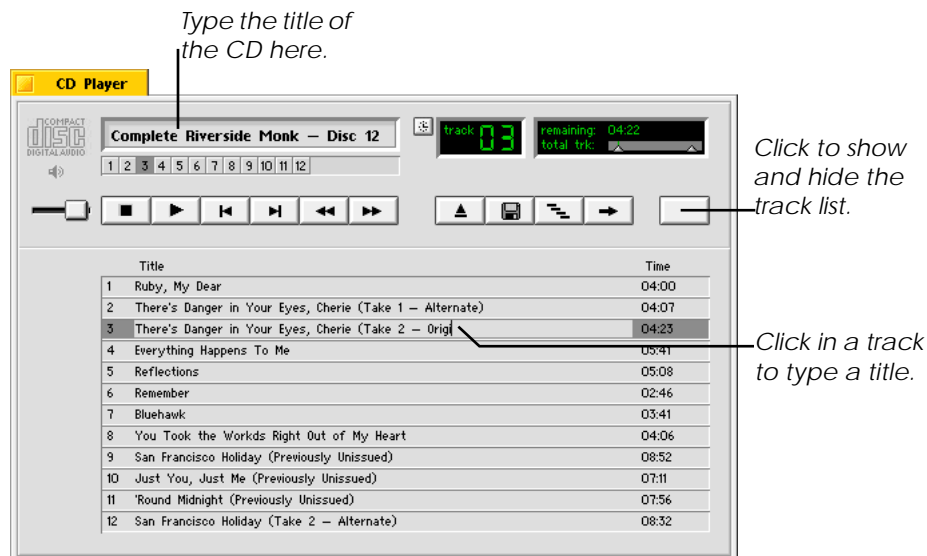 Type the title of
the CD here.
CD Player
COMPACT
disc
DIGITAL AUDIO
Complete Riverside Monk – Disc 12
track 03
remaining: 04:22
total trk:
1 2 3 4 5 6 7 8 9 10 11 12
Click to show
and hide the
track list.
Title Time
1 Ruby, My Dear 04:00
2 There's Danger in Your Eyes, Cherie (Take 1 – Alternate) 04:07
3 There's Danger in Your Eyes, Cherie (Take 2 – Origi 04:23
4 Everything Happens To Me 05:41
5 Reflections 05:08
6 Remember 02:46
7 Bluehawk 03:41
8 You Took the Workds Right Out of My Heart 04:06
9 San Francisco Holiday (Previously Unissued) 08:52
10 Just You, Just Me (Previously Unissued) 07:11
11 'Round Midnight (Previously Unissued) 07:56
12 San Francisco Holiday (Take 2 – Alternate) 08:32
Click in a track
to type a title.